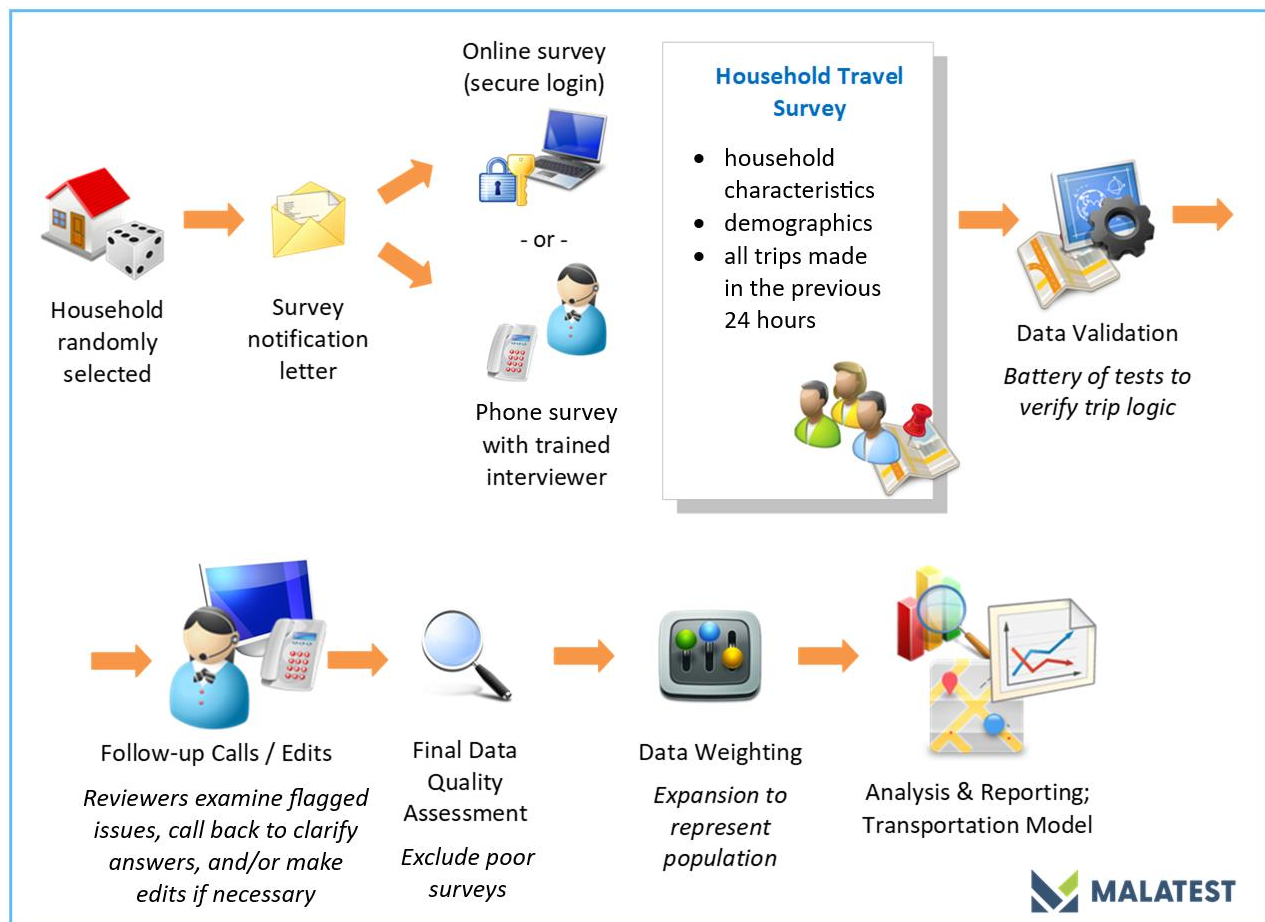 Household
randomly
selected
Survey
notification
letter
Online survey
(secure login)
- or -
Phone survey
with trained
interviewer
Household Travel
Survey
• household
characteristics
• demographics
• all trips made
in the previous
24 hours
Data Validation
Battery of tests to
verify trip logic
Follow-up Calls / Edits
Reviewers examine flagged
issues, call back to clarify
answers, and/or make
edits if necessary
Final Data
Quality
Assessment
Exclude poor
surveys
Data Weighting
Expansion to
represent
population
Analysis & Reporting;
Transportation Model
MALATEST